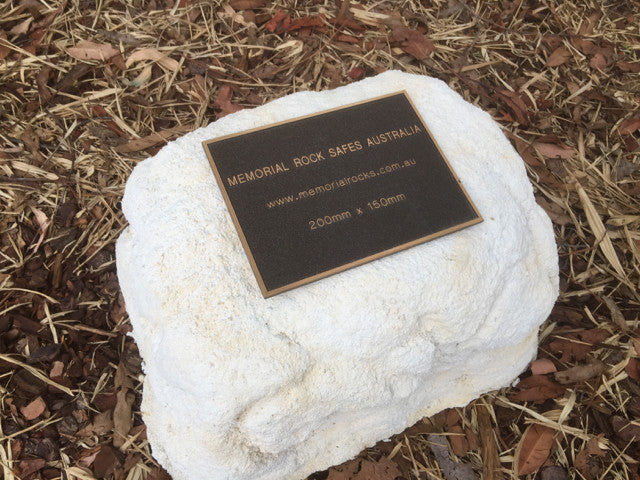 MEMORIAL ROCK SAFES AUSTRALIA
www.memorialrocks.com.au
200mm x 150mm